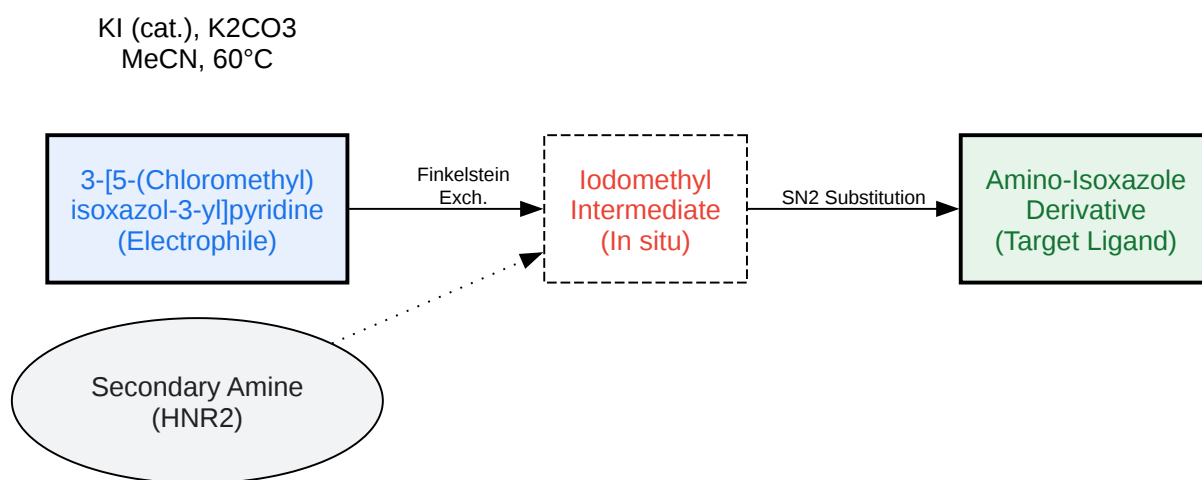 KI (cat.), K2CO3
MeCN, 60°C
3-[5-(Chloromethyl)
isoxazol-3-yl]pyridine
(Electrophile)
Finkelstein
Exch.
Iodomethyl
Intermediate
(In situ)
SN2 Substitution
Amino-Isoxazole
Derivative
(Target Ligand)
Secondary Amine
(HNR2)